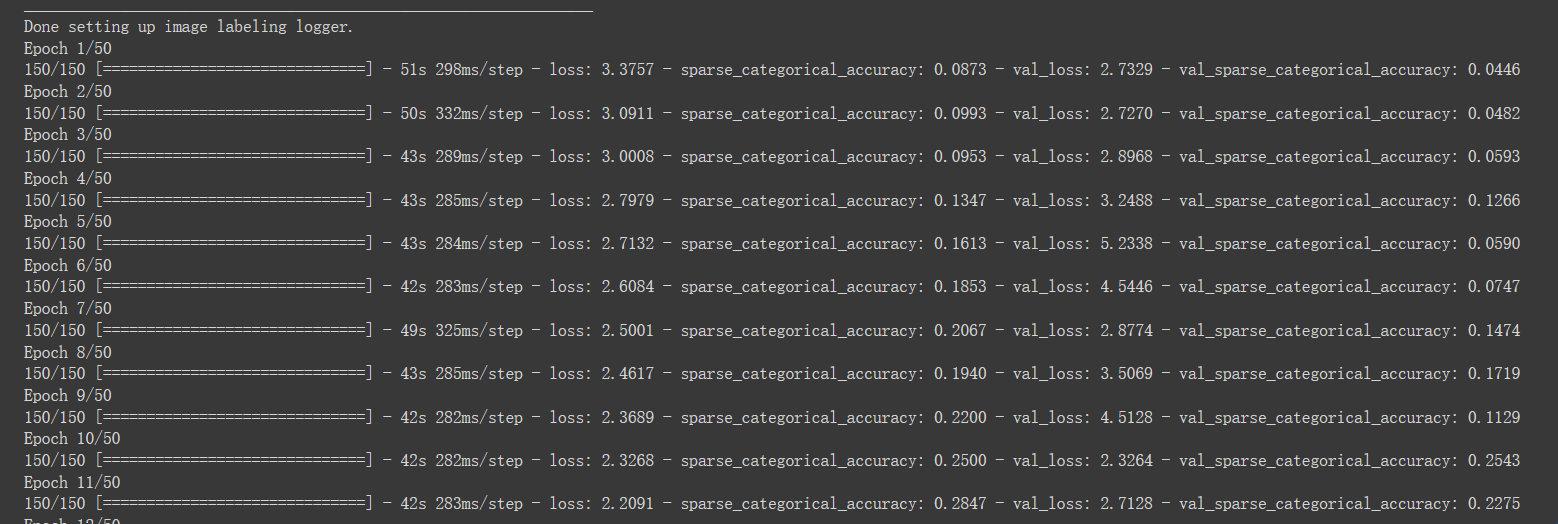 Done setting up image labeling logger.
Epoch 1/50
150/150 [==============================] - 51s 298ms/step - loss: 3.3757 - sparse_categorical_accuracy: 0.0873 - val_loss: 2.7329 - val_sparse_categorical_accuracy: 0.0446
Epoch 2/50
150/150 [==============================] - 50s 332ms/step - loss: 3.0911 - sparse_categorical_accuracy: 0.0993 - val_loss: 2.7270 - val_sparse_categorical_accuracy: 0.0482
Epoch 3/50
150/150 [==============================] - 43s 289ms/step - loss: 3.0008 - sparse_categorical_accuracy: 0.0953 - val_loss: 2.8968 - val_sparse_categorical_accuracy: 0.0593
Epoch 4/50
150/150 [==============================] - 43s 285ms/step - loss: 2.7979 - sparse_categorical_accuracy: 0.1347 - val_loss: 3.2488 - val_sparse_categorical_accuracy: 0.1266
Epoch 5/50
150/150 [==============================] - 43s 284ms/step - loss: 2.7132 - sparse_categorical_accuracy: 0.1613 - val_loss: 5.2338 - val_sparse_categorical_accuracy: 0.0590
Epoch 6/50
150/150 [==============================] - 42s 283ms/step - loss: 2.6084 - sparse_categorical_accuracy: 0.1853 - val_loss: 4.5446 - val_sparse_categorical_accuracy: 0.0747
Epoch 7/50
150/150 [==============================] - 49s 325ms/step - loss: 2.5001 - sparse_categorical_accuracy: 0.2067 - val_loss: 2.8774 - val_sparse_categorical_accuracy: 0.1474
Epoch 8/50
150/150 [==============================] - 43s 285ms/step - loss: 2.4617 - sparse_categorical_accuracy: 0.1940 - val_loss: 3.5069 - val_sparse_categorical_accuracy: 0.1719
Epoch 9/50
150/150 [==============================] - 42s 282ms/step - loss: 2.3689 - sparse_categorical_accuracy: 0.2200 - val_loss: 4.5128 - val_sparse_categorical_accuracy: 0.1129
Epoch 10/50
150/150 [==============================] - 42s 282ms/step - loss: 2.3268 - sparse_categorical_accuracy: 0.2500 - val_loss: 2.3264 - val_sparse_categorical_accuracy: 0.2543
Epoch 11/50
150/150 [==============================] - 42s 283ms/step - loss: 2.2091 - sparse_categorical_accuracy: 0.2847 - val_loss: 2.7128 - val_sparse_categorical_accuracy: 0.2275
Epoch 12/50